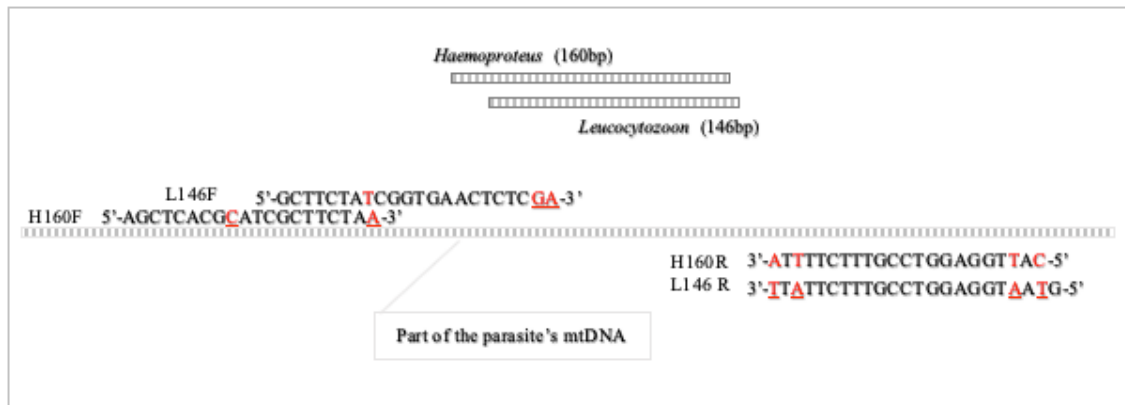 Haemoproteus (160bp)
Leucocytozoon (146bp)
L146F 5'-GCTTCTATCGGTGAACTCTCGA-3'
H160F 5'-AGCTCACGCATCGCTTCTAA-3'
H160R 3'-ATTTTCTTTGCCTGGAGGTTAC-5'
L146 R 3'-TTATTCTTTGCCTGGAGGTAATG-5'
Part of the parasite's mtDNA